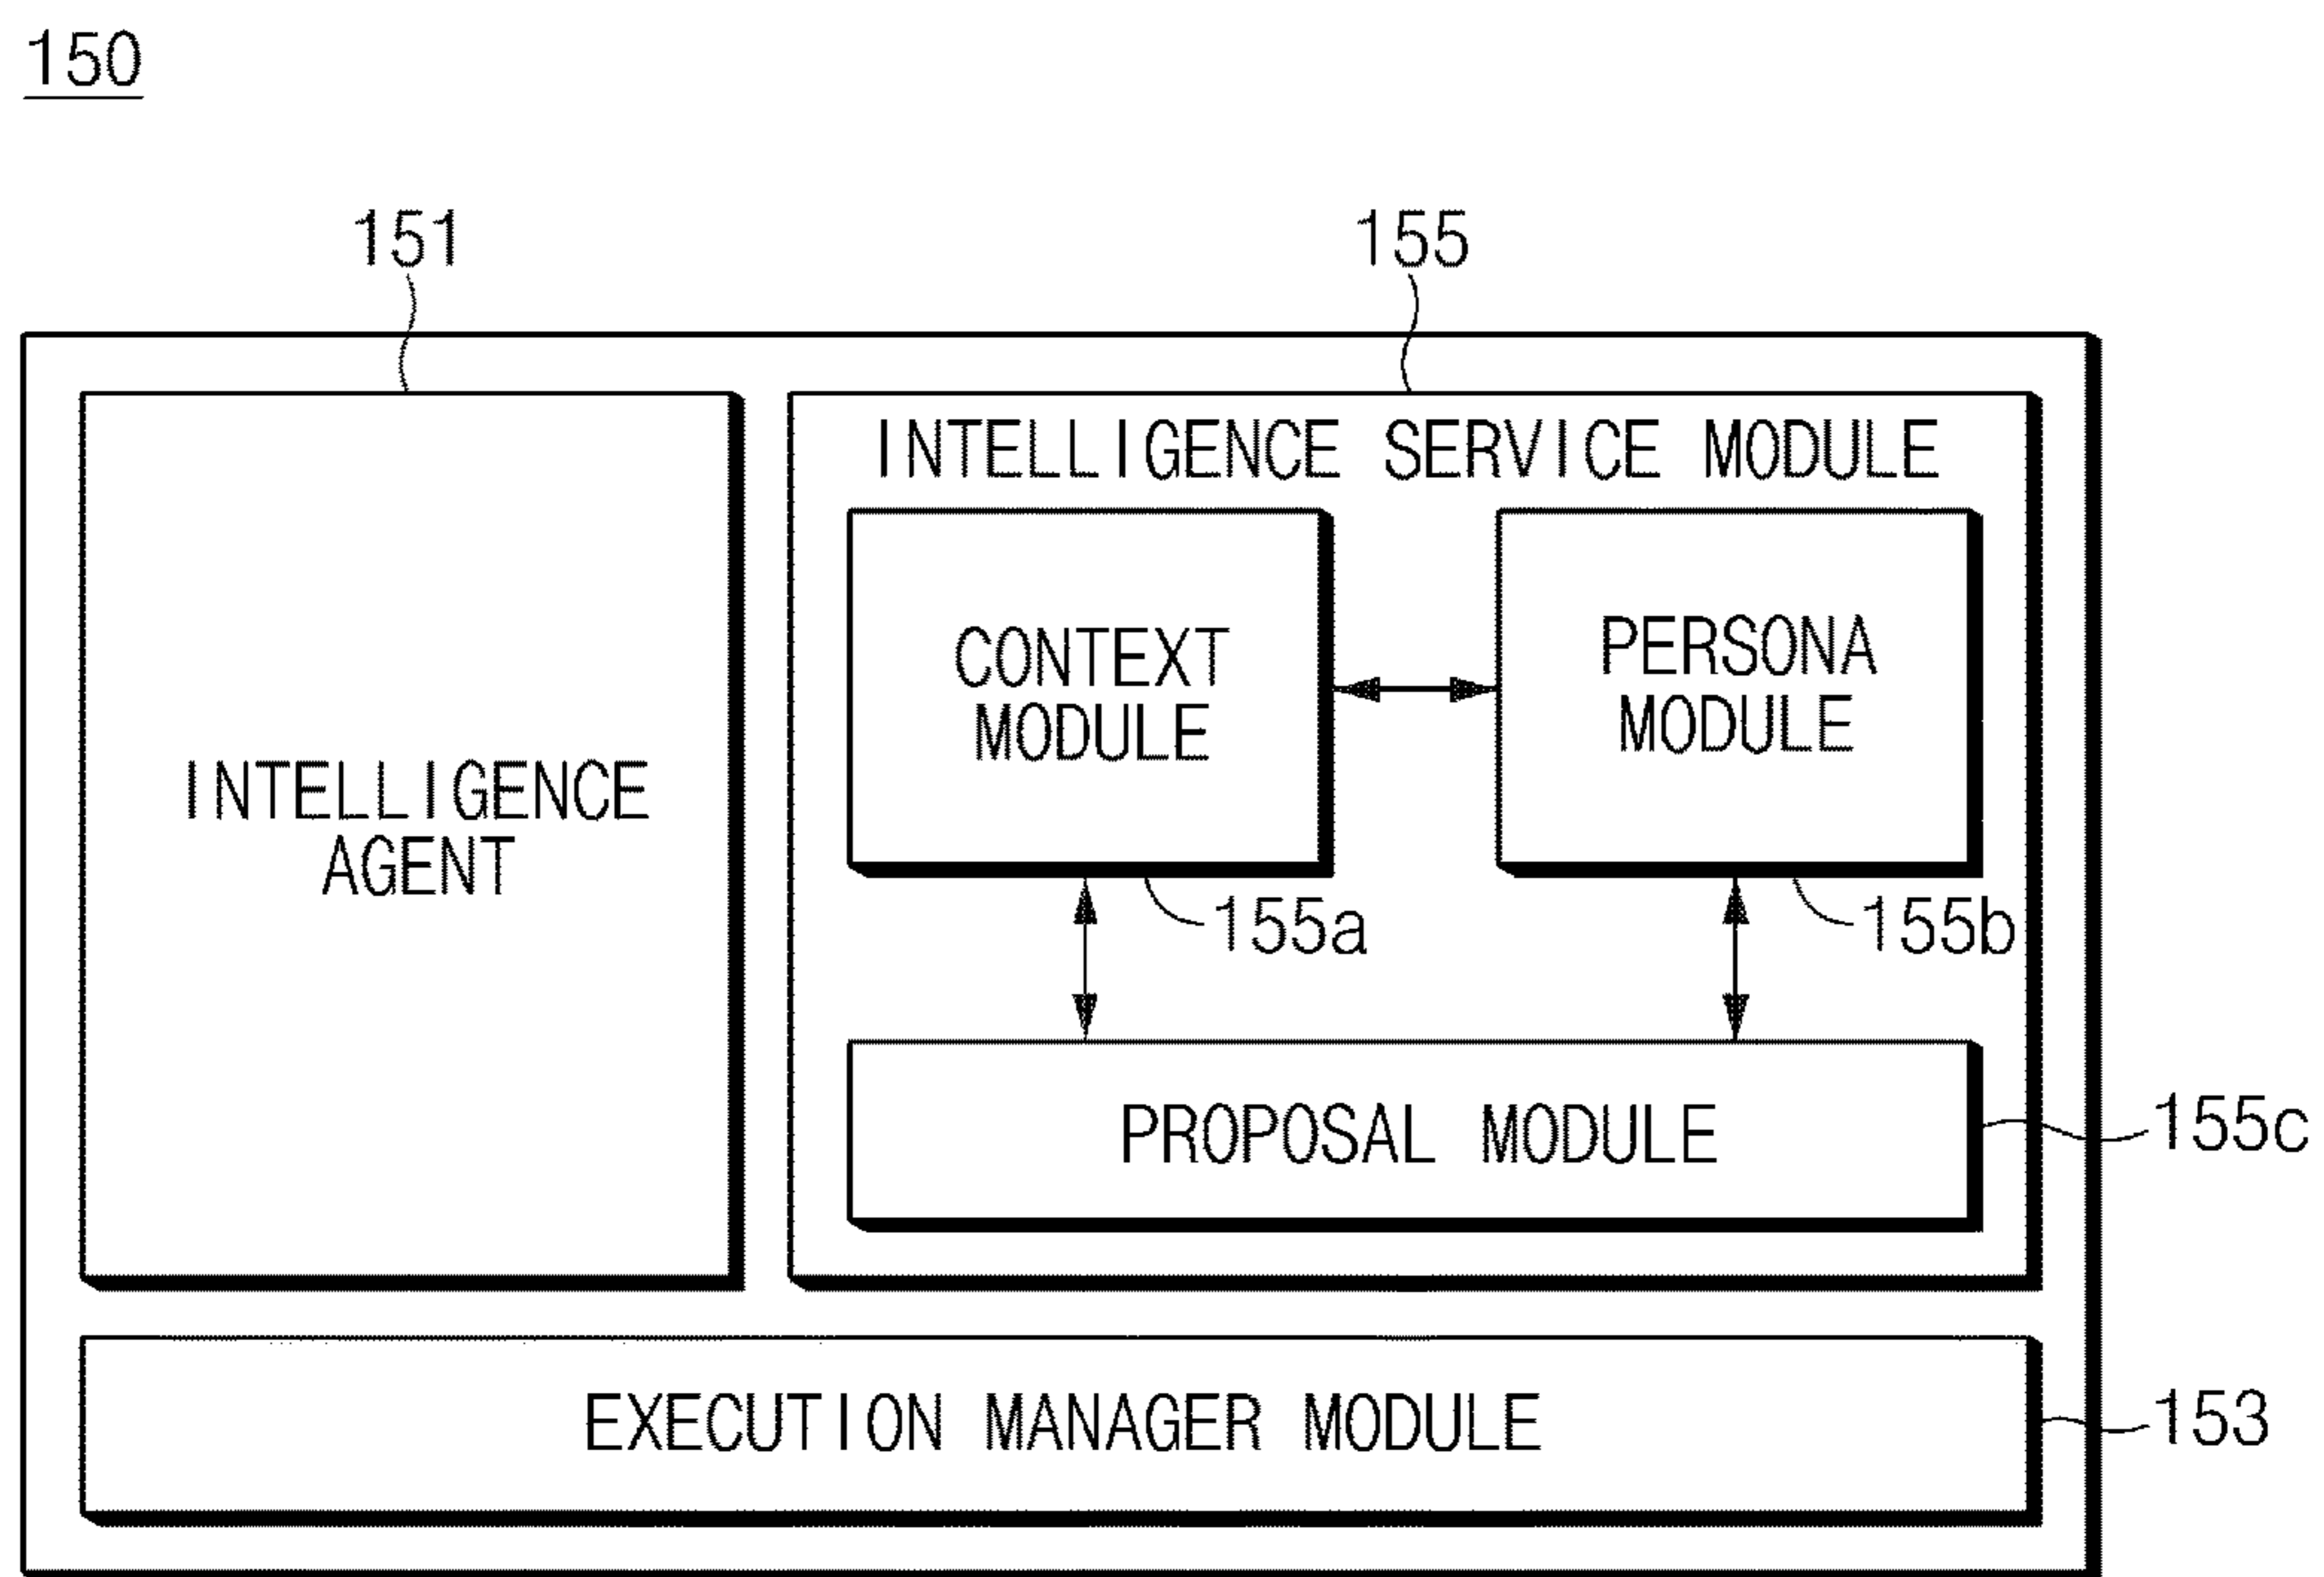 150
151
155
INTELLIGENCE SERVICE MODULE
CONTEXT
MODULE
PERSONA
MODULE
INTELLIGENCE
AGENT
155a
155b
PROPOSAL MODULE
155c
EXECUTION MANAGER MODULE
153